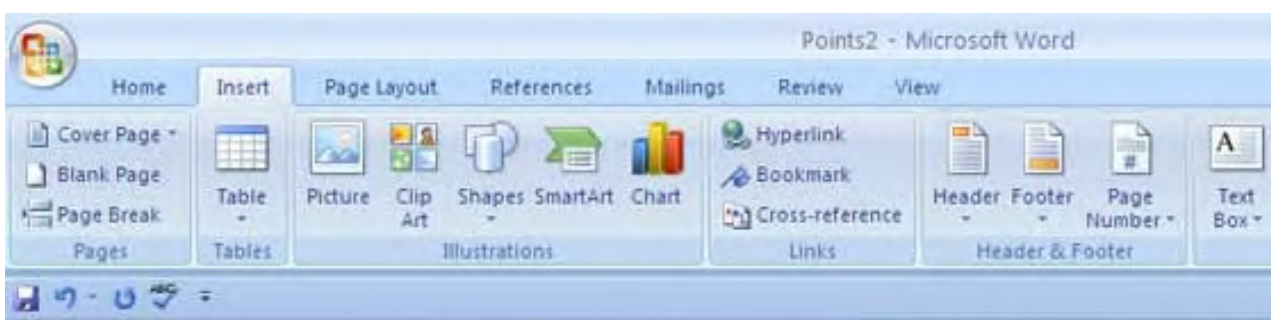 Points2 - Microsoft Word
Home Insert Page Layout References Mailings Review View
Cover Page
Blank Page
Page Break
Pages
Table
Tables
Picture
Clip
Art
Shapes
SmartArt
Chart
Illustrations
Hyperlink
Bookmark
Cross-reference
Links
Header
Footer
Page
Number
#
Header & Footer
A
Text
Box
ABC